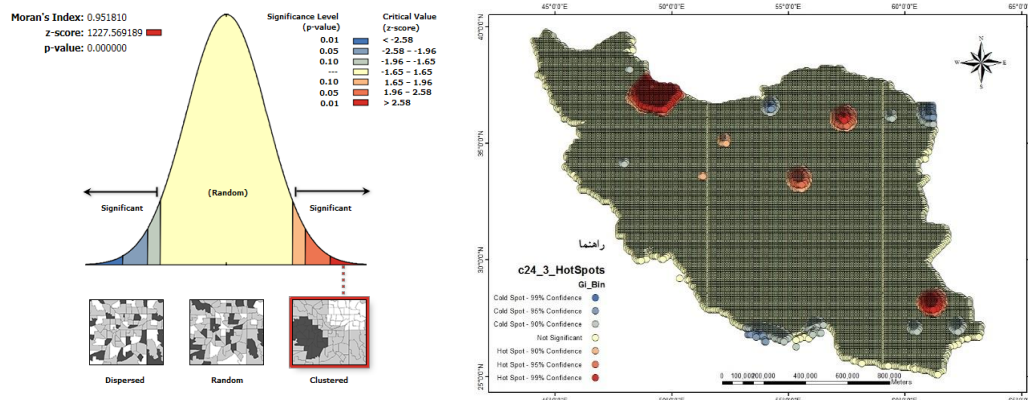 Moran's Index: 0.951810
z-score: 1227.569189
p-value: 0.000000
Significance Level
(p-value)
Critical Value
(z-score)
0.01 < -2.58
0.05 -2.58 - -1.96
0.10 -1.96 - -1.65
--- -1.65 - 1.65
0.10 1.65 - 1.96
0.05 1.96 - 2.58
0.01 > 2.58
(Random)
Significant
Significant
Dispersed
Random
Clustered
45°0'0"E 50°0'0"E 55°0'0"E 60°0'0"E 65°0'0"E
40°0'0"N
35°0'0"N
30°0'0"N
25°0'0"N
N
W E
S
راهنما
c24_3_HotSpots
Gi_Bin
Cold Spot - 99% Confidence
Cold Spot - 95% Confidence
Cold Spot - 90% Confidence
Not Significant
Hot Spot - 90% Confidence
Hot Spot - 95% Confidence
Hot Spot - 99% Confidence
0 100,000 200,000 400,000 600,000 800,000
Meters